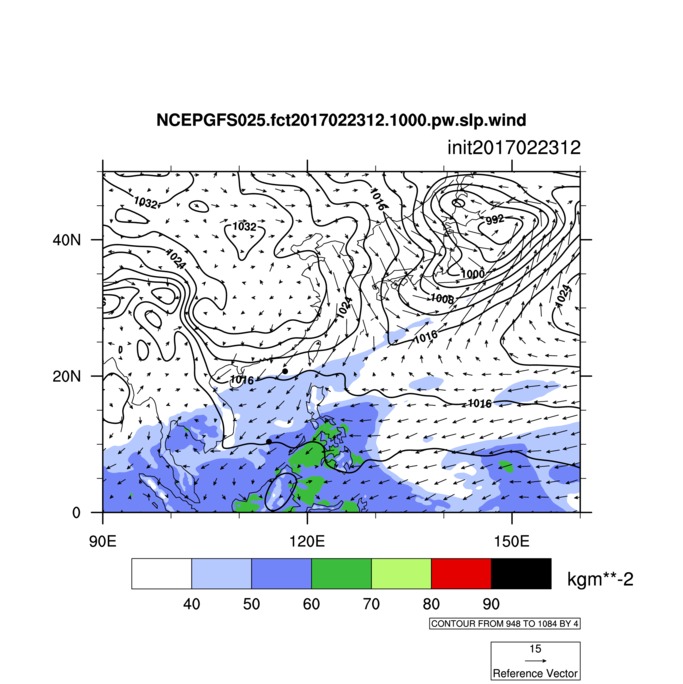 NCEPGFS025.fct2017022312.1000.pw.slp.wind
init2017022312
1032
1016
992
1032
40N
1024
1000
1024
1008
1024
1016
0
20N
1016
1016
0
90E 120E 150E
40 50 60 70 80 90 kgm**-2
CONTOUR FROM 948 TO 1084 BY 4
15
Reference Vector